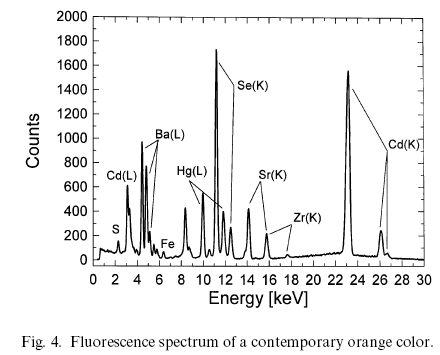 2000
1800
1600
1400
1200
1000
800
600
400
200
0
Counts
Se(K)
Ba(L)
Cd(L)
Hg(L)
Sr(K)
Cd(K)
S
Fe
Zr(K)
0 2 4 6 8 10 12 14 16 18 20 22 24 26 28 30
Energy [keV]
Fig. 4. Fluorescence spectrum of a contemporary orange color.